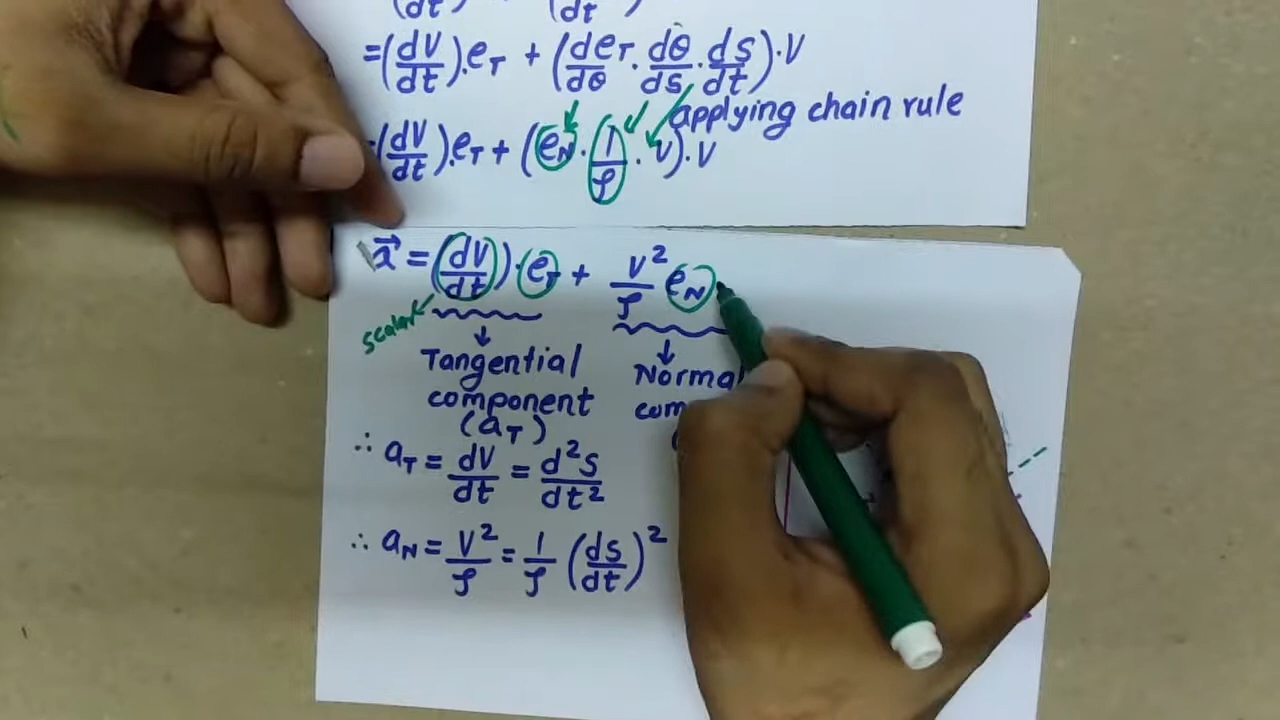 (dt) (dt)
=(dV/dt).eT + (deT/dθ . dθ/ds . ds/dt).V
applying chain rule
=(dV/dt).eT + (eN . 1/ρ . V).V
a⃗ = (dV/dt).eT + V²/ρ eN
scalar
Tangential component (aT)
Normal
∴ aT = dV/dt = d²s/dt²
∴ aN = V²/ρ = 1/ρ (ds/dt)²